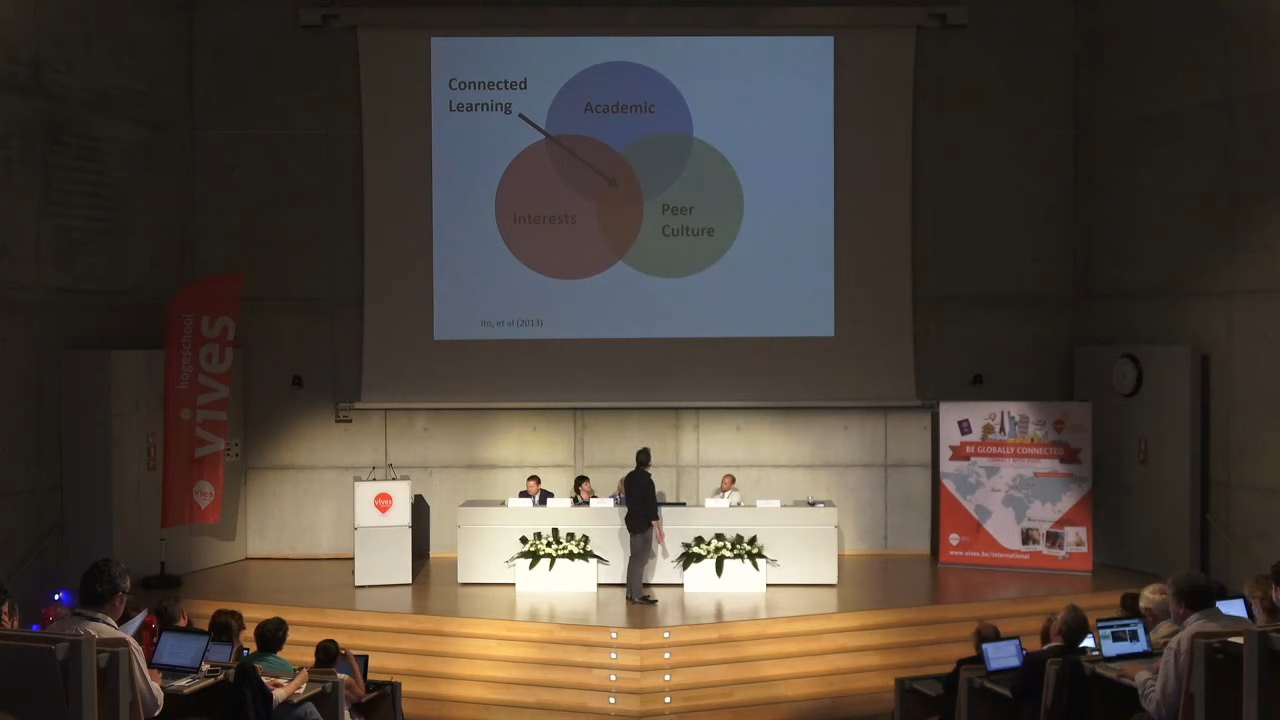 Connected
Learning
Academic
Interests
Peer
Culture
Ito, et al (2013)
hogeschool
vives
vives
vives
BE GLOBALLY CONNECTED
www.vives.be/international